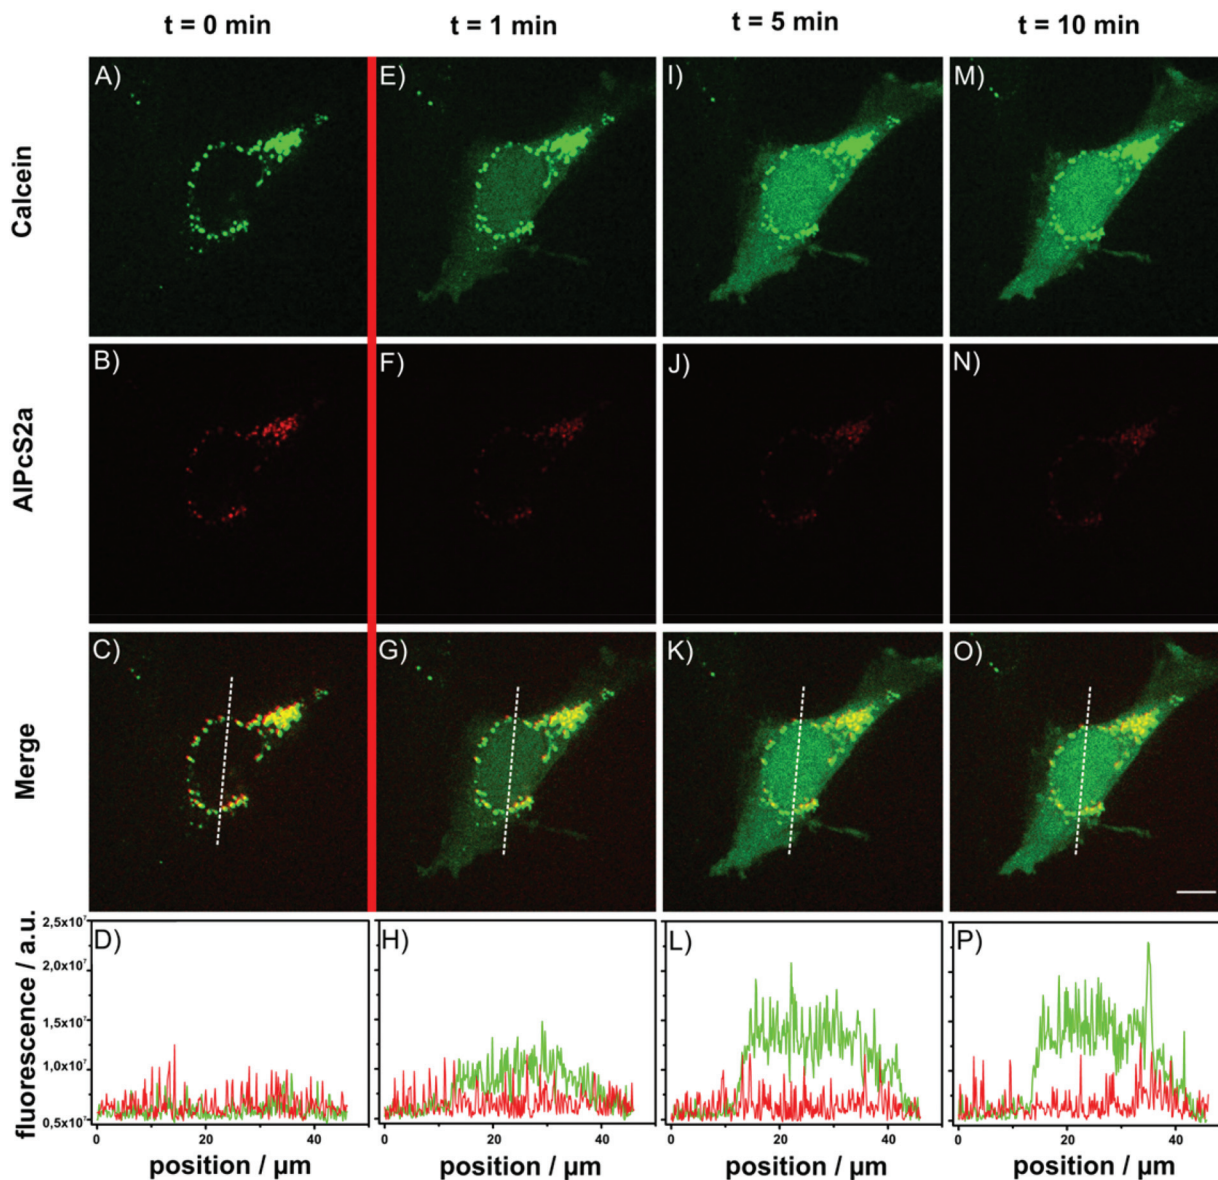 t = 0 min
t = 1 min
t = 5 min
t = 10 min
Calcein
A)
E)
I)
M)
AlPcS2a
B)
F)
J)
N)
Merge
C)
G)
K)
O)
fluorescence / a.u.
2,5x10⁷
2,0x10⁷
1,5x10⁷
1,0x10⁷
0,5x10⁷
D)
H)
L)
P)
0 20 40
0 20 40
0 20 40
0 20 40
position / µm
position / µm
position / µm
position / µm